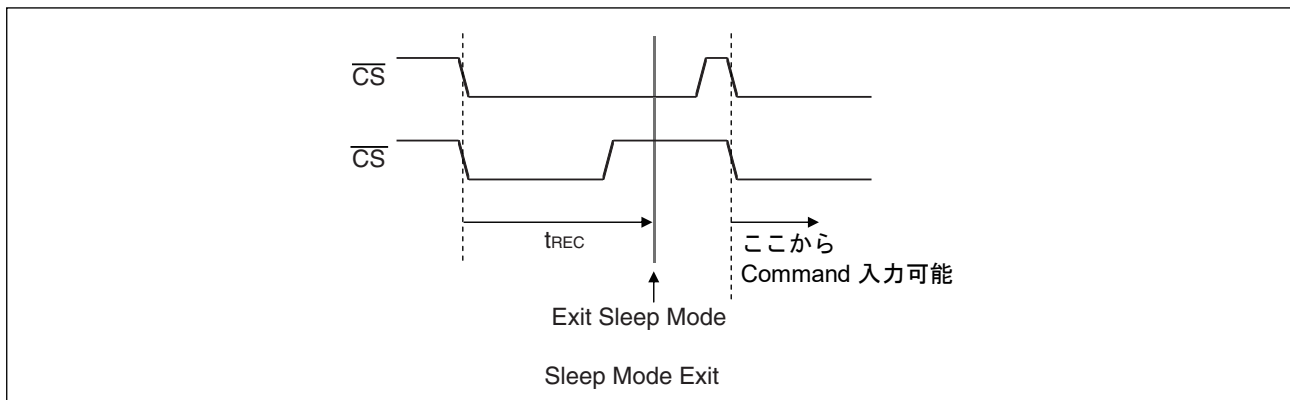 CS
CS
tREC
ここから
Command 入力可能
Exit Sleep Mode
Sleep Mode Exit